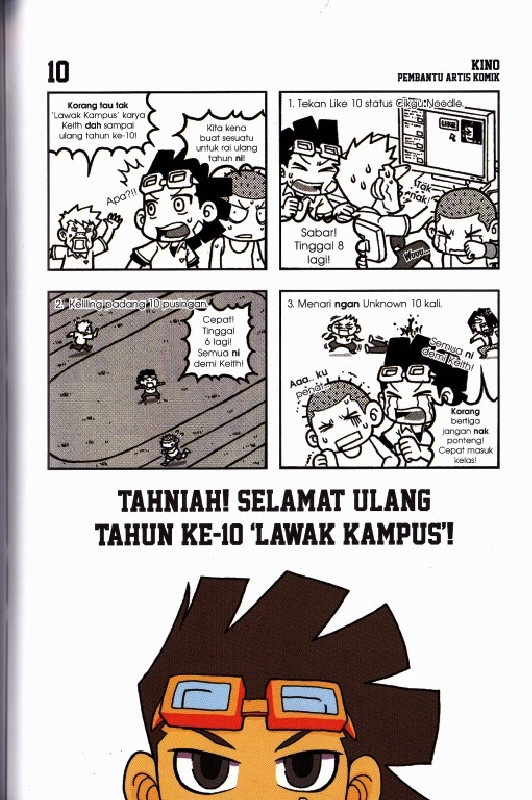 10
KINO
PEMBANTU ARTIS KOMIK
Korang tau tak
'Lawak Kampus' karya
Keith dah sampai
ulang tahun ke-10!
Kita kena
buat sesuatu
untuk rai ulang
tahun ni!
Apa?!!
1. Tekan Like 10 status Cikgu Noodle.
LIKE
Tak
nak!
Sabar!
Tinggal 8
lagi!
Wooo...
2. Keliling padang 10 pusingan.
Cepat!
Tinggal
6 lagi!
Semua ni
demi Keith!
3. Menari ngan Unknown 10 kali.
Semua ni
demi Keith!
Aaa... ku
penat!
Korang
bertiga
jangan nak
ponteng!
Cepat masuk
kelas!
TAHNIAH! SELAMAT ULANG
TAHUN KE-10 'LAWAK KAMPUS'!